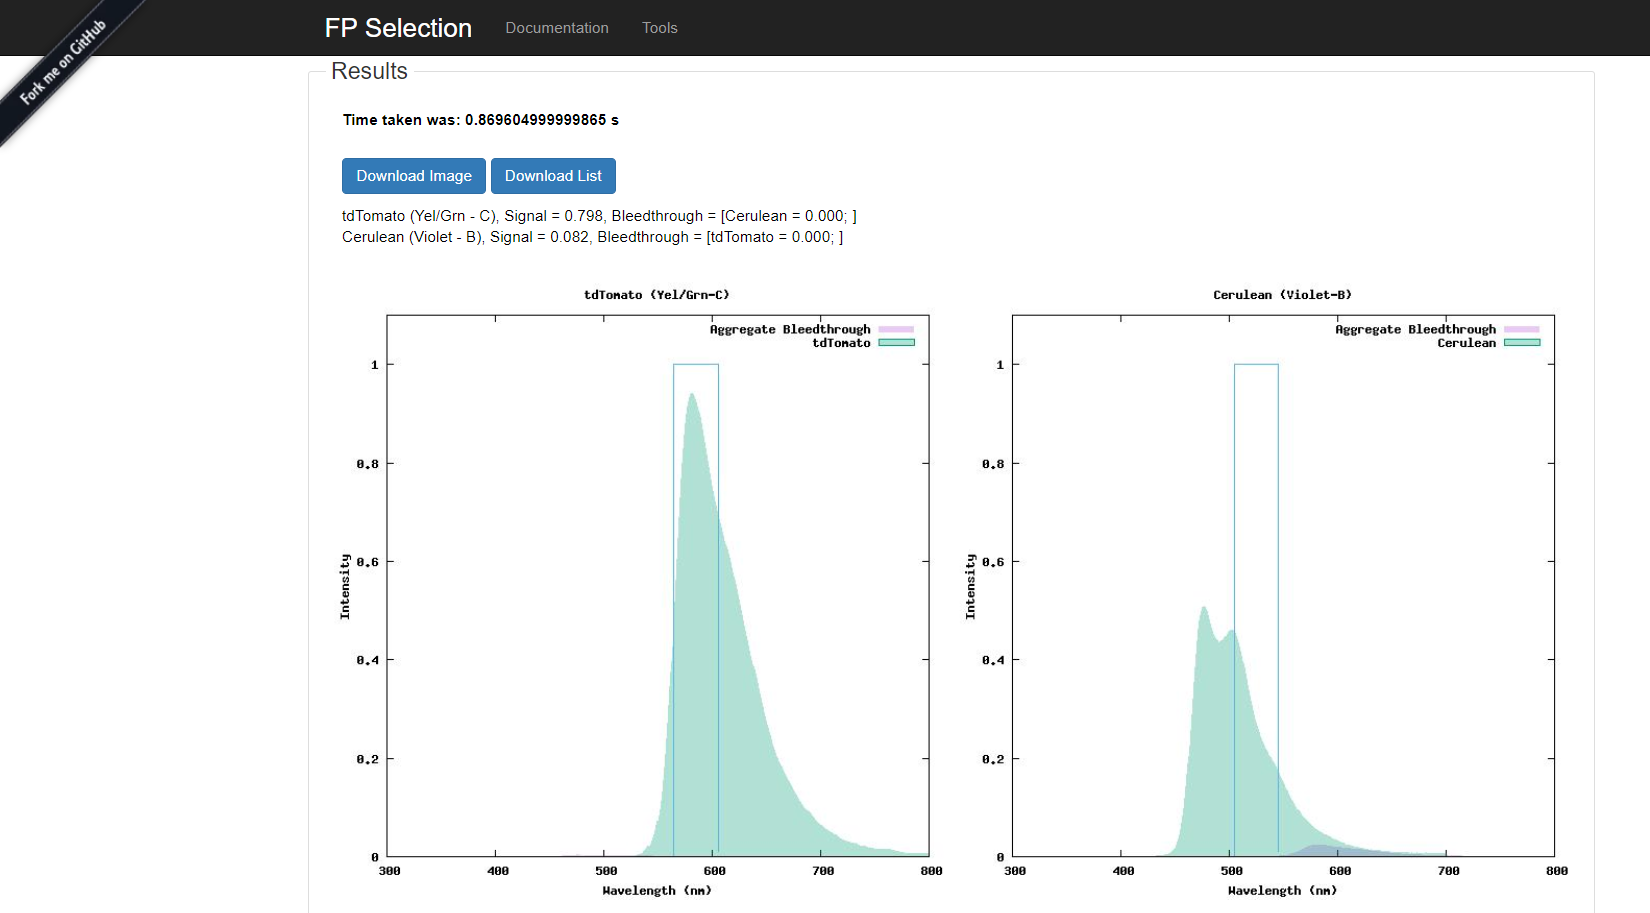 Fork me on GitHub
FP Selection Documentation Tools
Results
Time taken was: 0.869604999999865 s
Download Image Download List
tdTomato (Yel/Grn - C), Signal = 0.798, Bleedthrough = [Cerulean = 0.000; ]
Cerulean (Violet - B), Signal = 0.082, Bleedthrough = [tdTomato = 0.000; ]
tdTomato (Yel/Grn-C)
Aggregate Bleedthrough
tdTomato
1
0.8
0.6
0.4
0.2
0
Intensity
300 400 500 600 700 800
Wavelength (nm)
Cerulean (Violet-B)
Aggregate Bleedthrough
Cerulean
1
0.8
0.6
0.4
0.2
0
Intensity
300 400 500 600 700 800
Wavelength (nm)